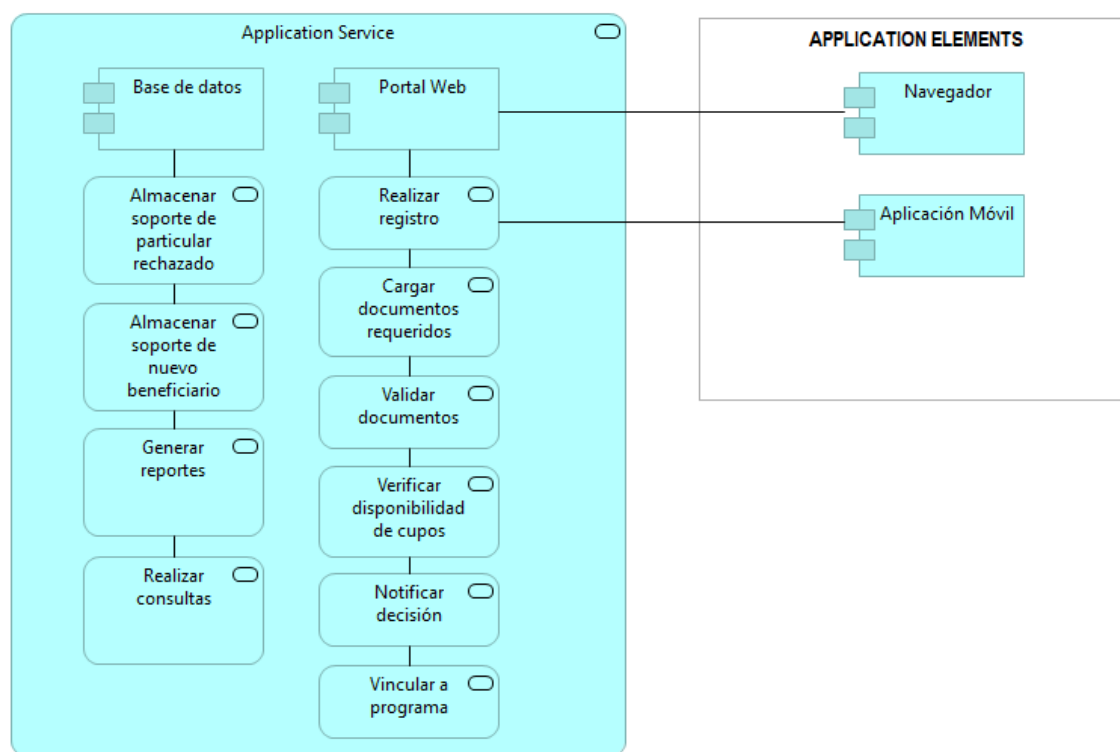 Application Service
Base de datos
Almacenar
soporte de
particular
rechazado
Almacenar
soporte de
nuevo
beneficiario
Generar
reportes
Realizar
consultas
Portal Web
Realizar
registro
Cargar
documentos
requeridos
Validar
documentos
Verificar
disponibilidad
de cupos
Notificar
decisión
Vincular a
programa
APPLICATION ELEMENTS
Navegador
Aplicación Móvil